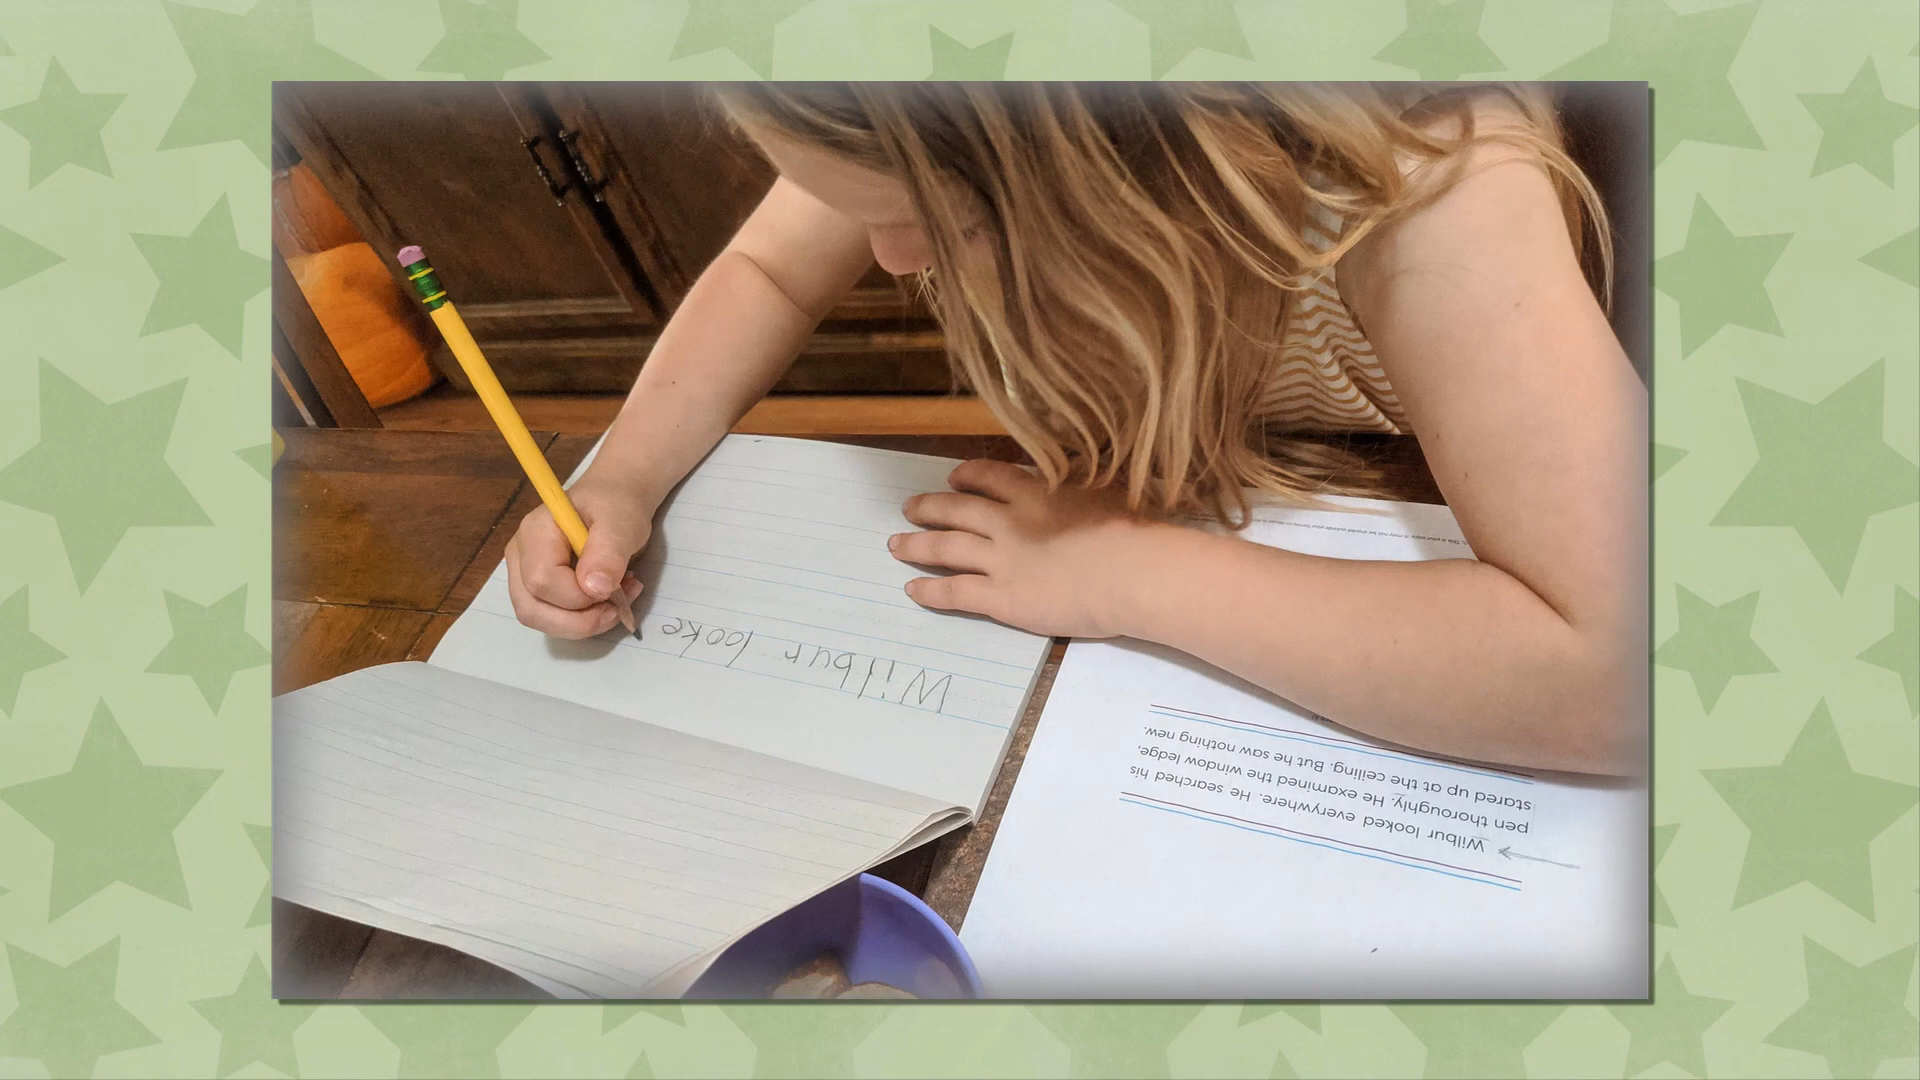 Wilbur looke
Wilbur looked everywhere. He searched his
pen thoroughly. He examined the window ledge,
stared up at the ceiling. But he saw nothing new.